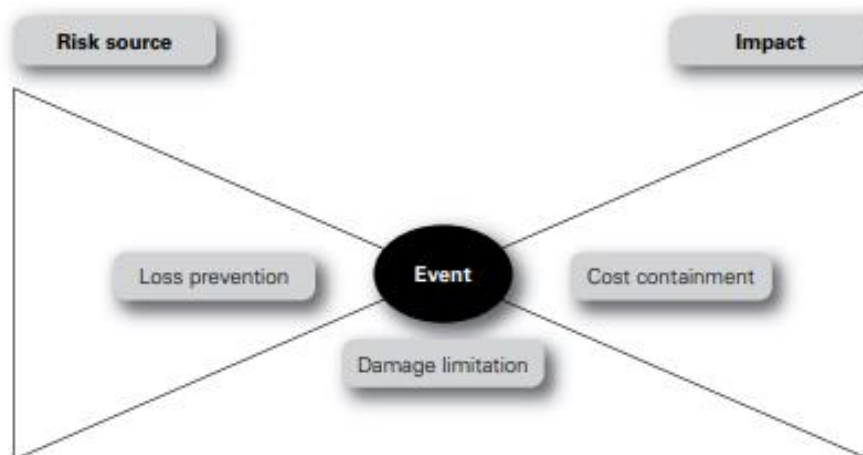 Risk source
Impact
Loss prevention
Event
Cost containment
Damage limitation